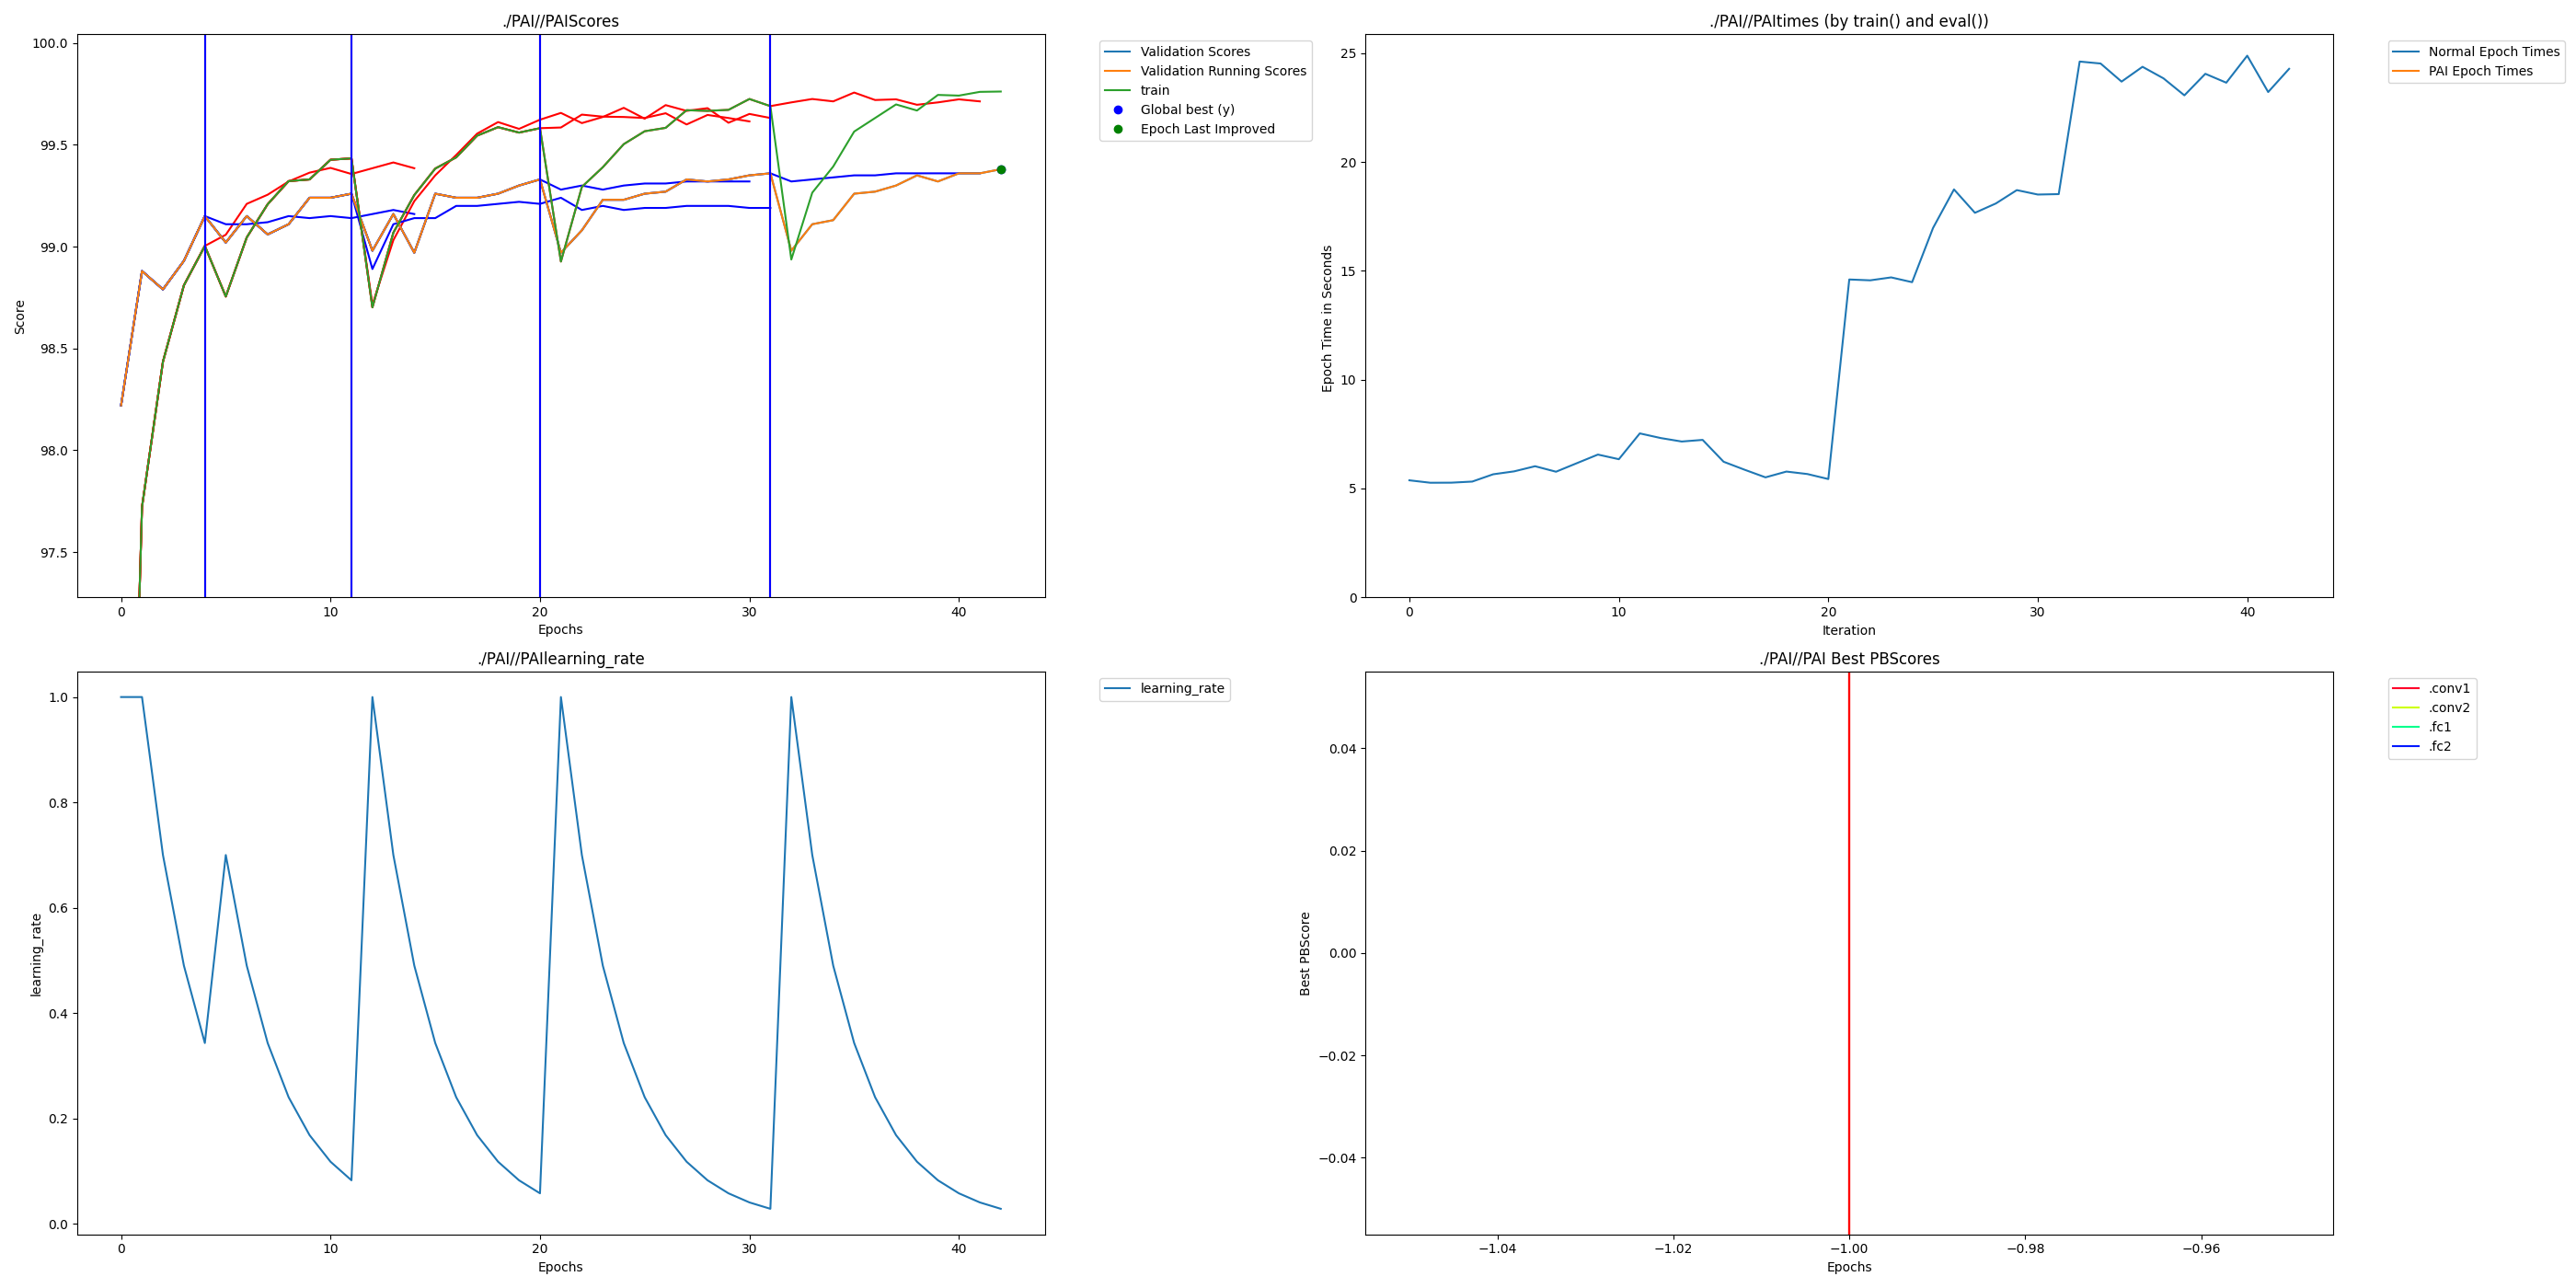 ./PAI//PAIScores
100.0
99.5
99.0
98.5
98.0
97.5
Score
0 10 20 30 40
Epochs
Validation Scores
Validation Running Scores
train
Global best (y)
Epoch Last Improved
./PAI//PAItimes (by train() and eval())
25
20
15
10
5
0
Epoch Time in Seconds
0 10 20 30 40
Iteration
Normal Epoch Times
PAI Epoch Times
./PAI//PAIlearning_rate
1.0
0.8
0.6
0.4
0.2
0.0
learning_rate
0 10 20 30 40
Epochs
learning_rate
./PAI//PAI Best PBScores
0.04
0.02
0.00
−0.02
−0.04
Best PBScore
−1.04 −1.02 −1.00 −0.98 −0.96
Epochs
.conv1
.conv2
.fc1
.fc2